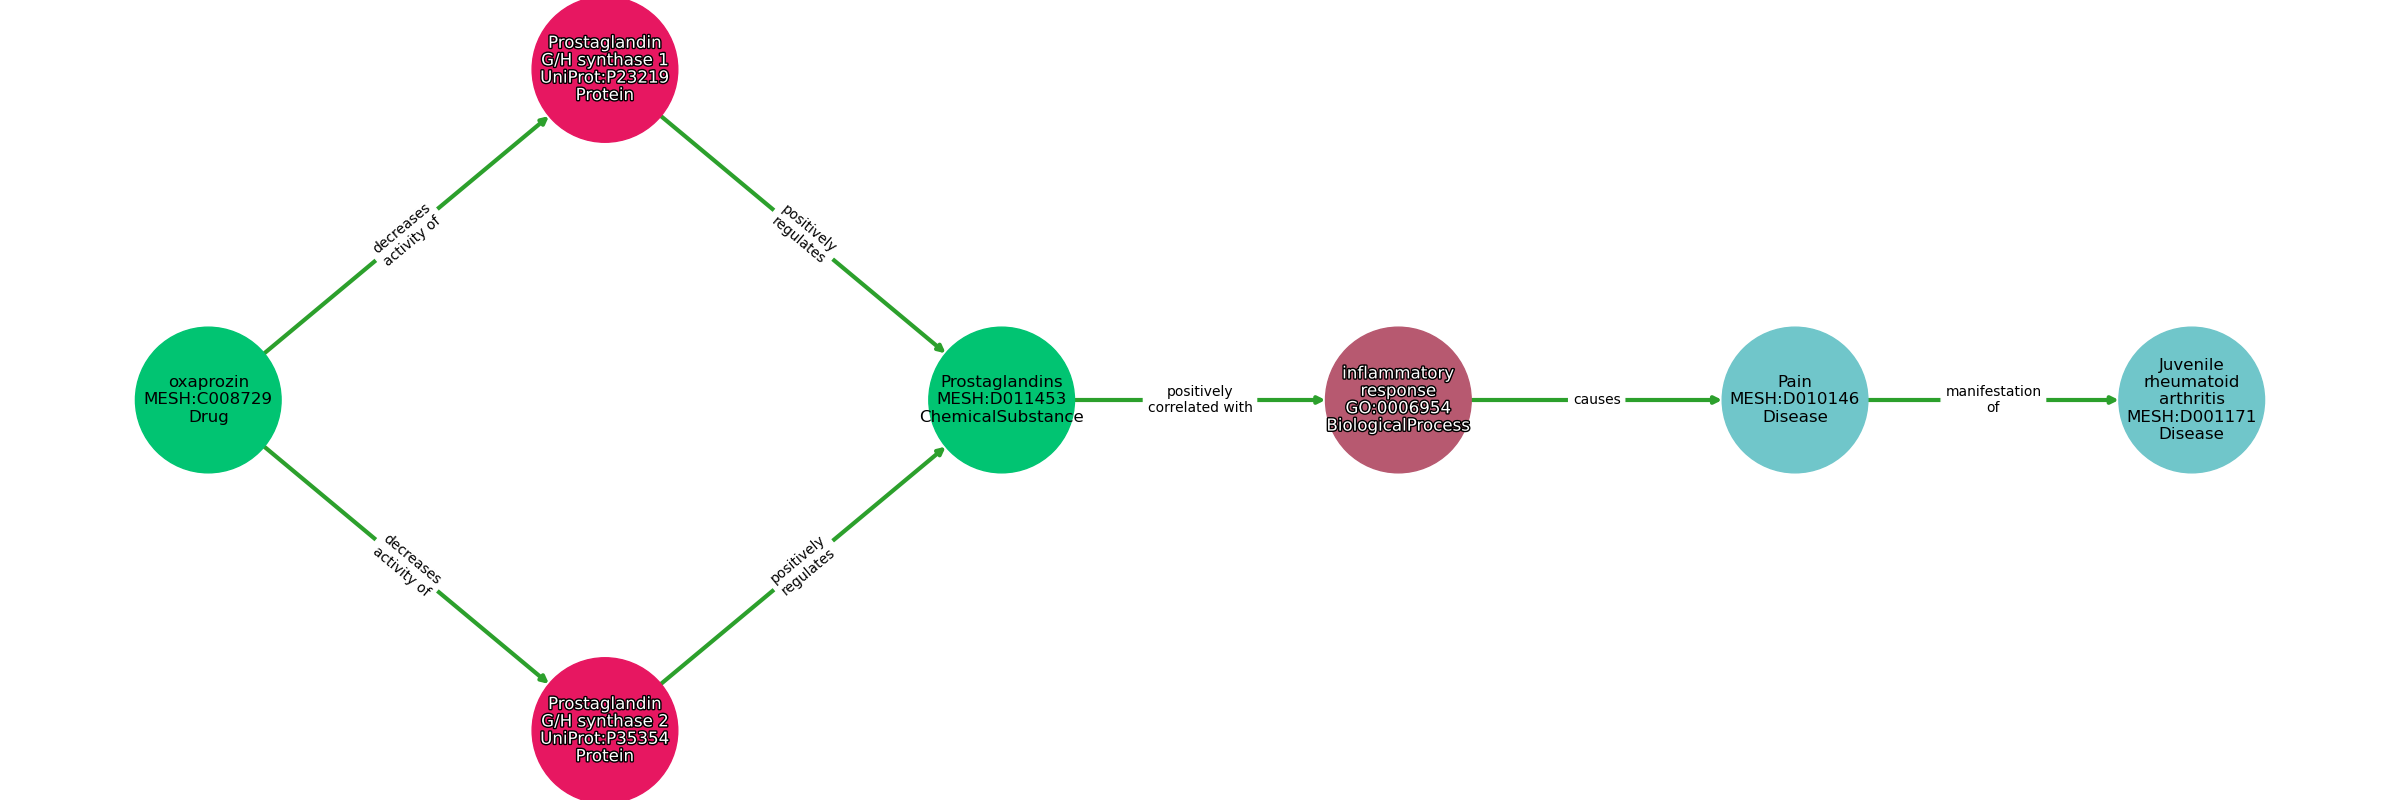 Prostaglandin
G/H synthase 1
UniProt:P23219
Protein
decreases
activity of
positively
regulates
oxaprozin
MESH:C008729
Drug
Prostaglandins
MESH:D011453
ChemicalSubstance
positively
correlated with
inflammatory
response
GO:0006954
BiologicalProcess
causes
Pain
MESH:D010146
Disease
manifestation
of
Juvenile
rheumatoid
arthritis
MESH:D001171
Disease
decreases
activity of
positively
regulates
Prostaglandin
G/H synthase 2
UniProt:P35354
Protein